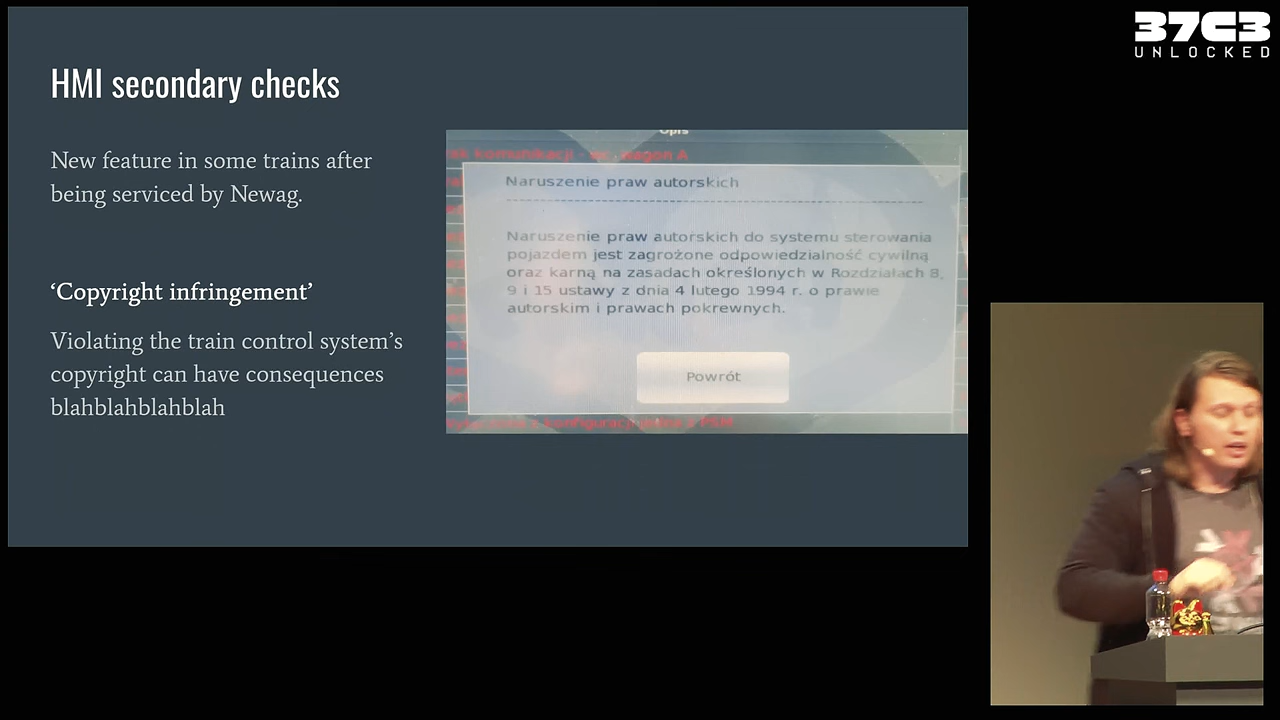 37C3
UNLOCKED
HMI secondary checks
New feature in some trains after
being serviced by Newag.
‘Copyright infringement’
Violating the train control system’s
copyright can have consequences
blahblahblahblah
Opis
komunikacji - wagon A
Naruszenie praw autorskich
Naruszenie praw autorskich do systemu sterowania
pojazdem jest zagrożone odpowiedzialność cywilną
oraz karną na zasadach określonych w Rozdziałach 8,
9 i 15 ustawy z dnia 4 lutego 1994 r. o prawie
autorskim i prawach pokrewnych.
Powrót